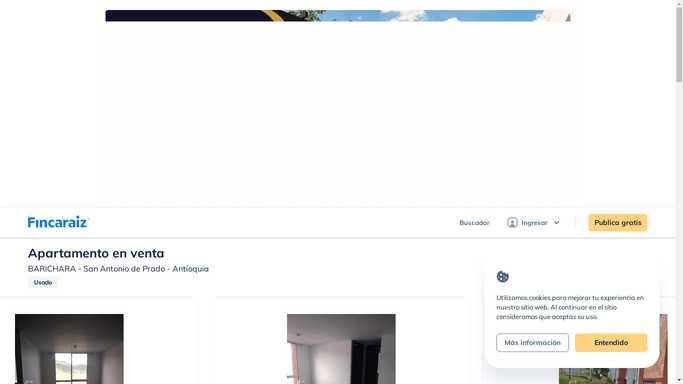 Fincaraiz
Buscador
Ingresar
Publica gratis
Apartamento en venta
BARICHARA - San Antonio de Prado - Antioquia
Usado
Utilizamos cookies para mejorar tu experiencia en
nuestro sitio web. Al continuar en el sitio
consideramos que aceptas su uso.
Más información
Entendido